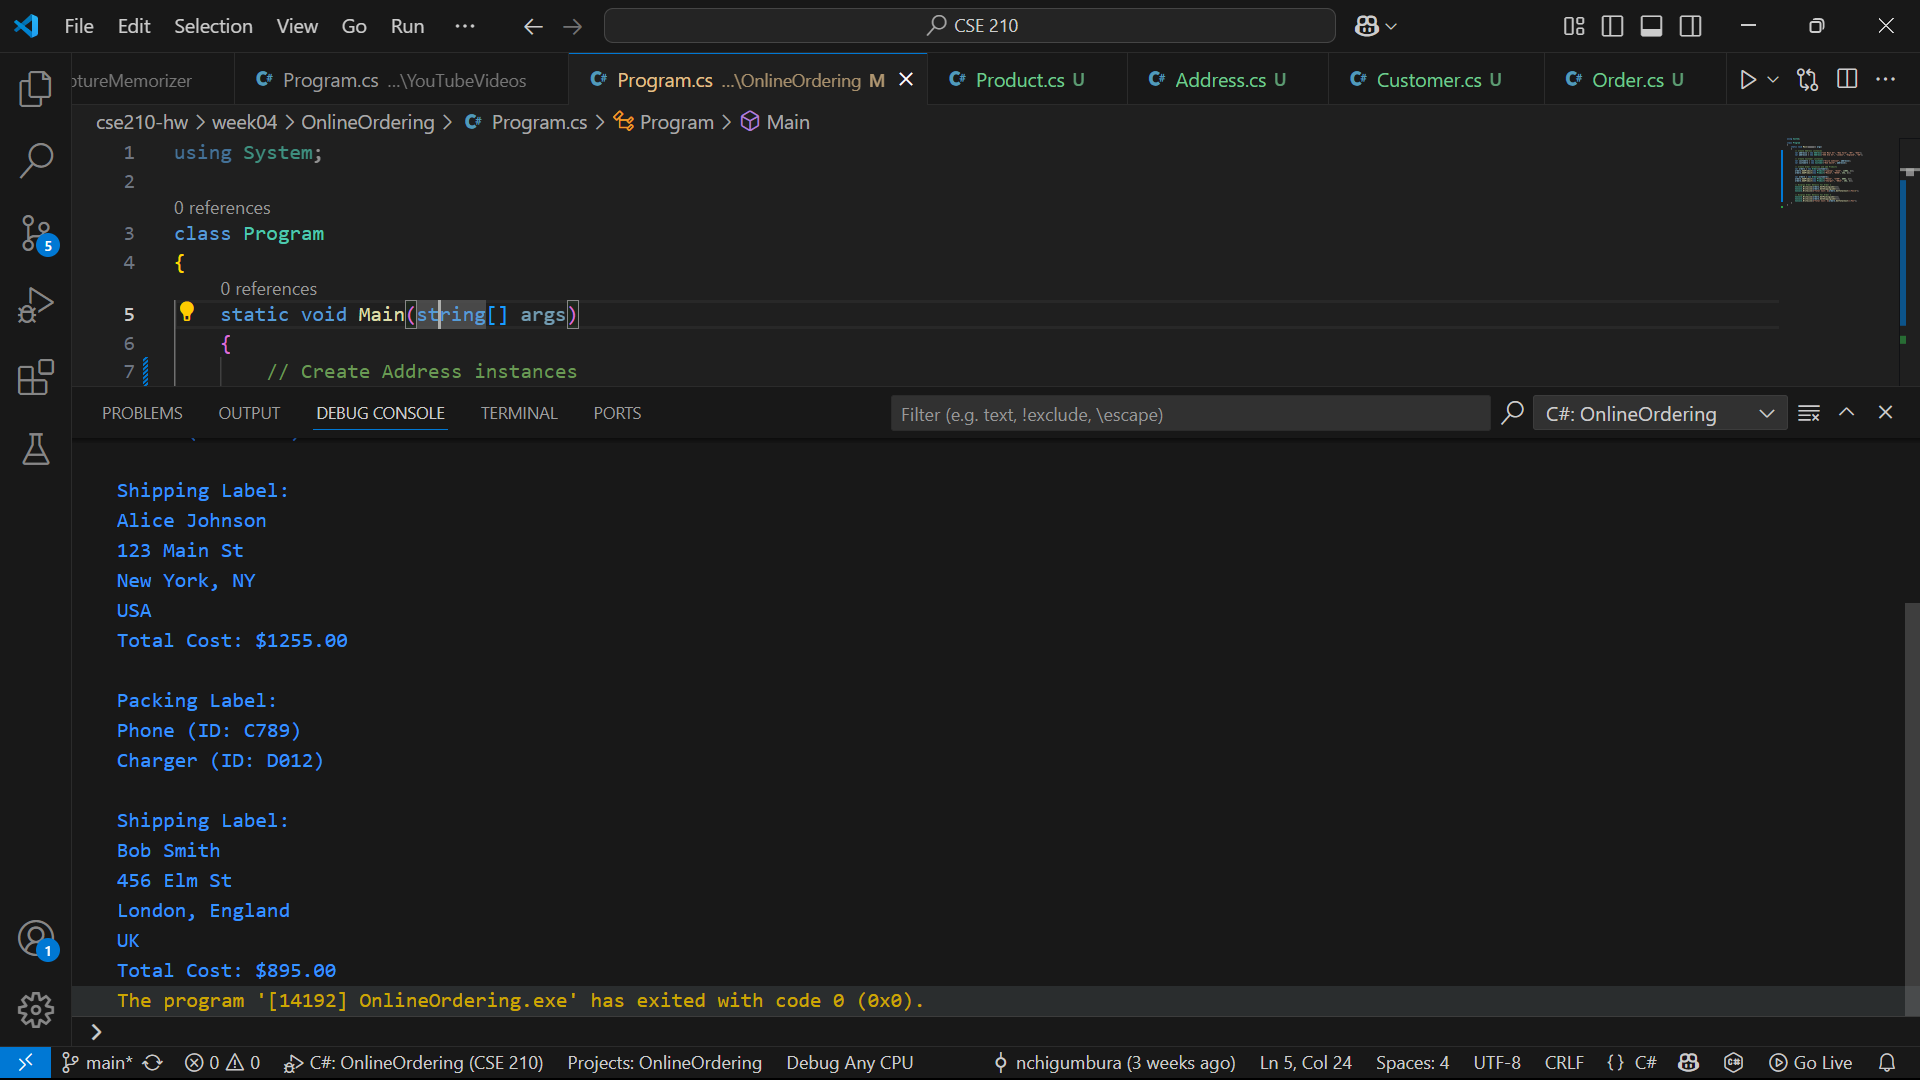 File Edit Selection View Go Run ··· CSE 210
ptureMemorizer Program.cs ...\YouTubeVideos Program.cs ...\OnlineOrdering M Product.cs U Address.cs U Customer.cs U Order.cs U
cse210-hw > week04 > OnlineOrdering > Program.cs > Program > Main
1 using System;
2
0 references
3 class Program
4 {
0 references
5 static void Main(string[] args)
6 {
7 // Create Address instances
PROBLEMS OUTPUT DEBUG CONSOLE TERMINAL PORTS Filter (e.g. text, !exclude, \escape) C#: OnlineOrdering
Shipping Label:
Alice Johnson
123 Main St
New York, NY
USA
Total Cost: $1255.00
Packing Label:
Phone (ID: C789)
Charger (ID: D012)
Shipping Label:
Bob Smith
456 Elm St
London, England
UK
Total Cost: $895.00
The program '[14192] OnlineOrdering.exe' has exited with code 0 (0x0).
>
5
1
main* 0 0 C#: OnlineOrdering (CSE 210) Projects: OnlineOrdering Debug Any CPU nchigumbura (3 weeks ago) Ln 5, Col 24 Spaces: 4 UTF-8 CRLF {} C# Go Live